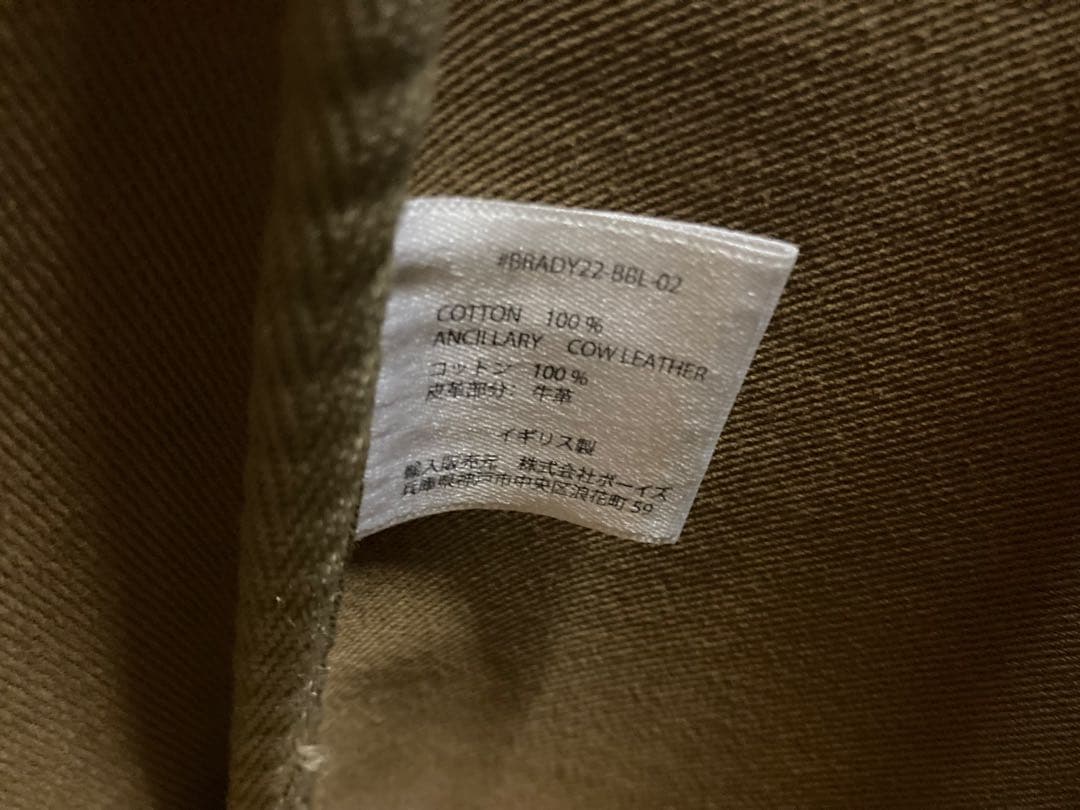 #BRADY22-BBL-02
COTTON 100 %
ANCILLARY COW LEATHER
コットン 100 %
皮革部分: 牛革
イギリス製
輸入販売元 株式会社ボーイズ
兵庫県神戸市中央区浪花町 59